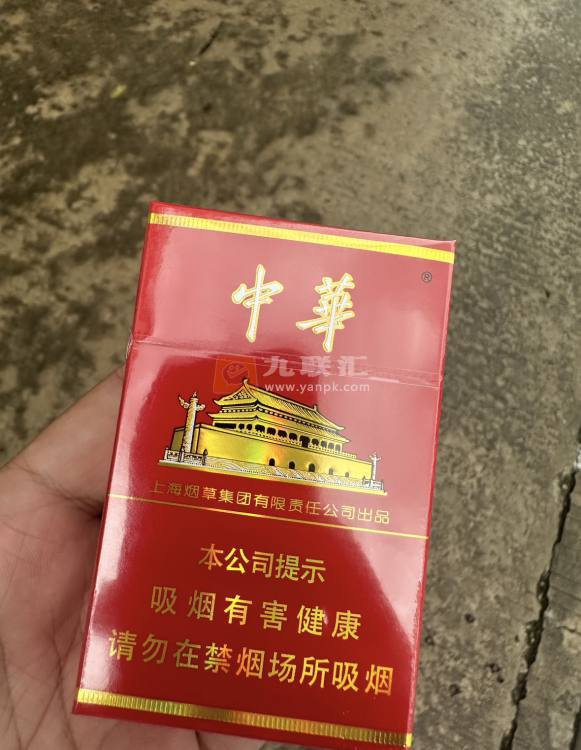 中華
®
九联汇
www.yanpk.com
上海烟草集团有限责任公司出品
本公司提示
吸烟有害健康
请勿在禁烟场所吸烟